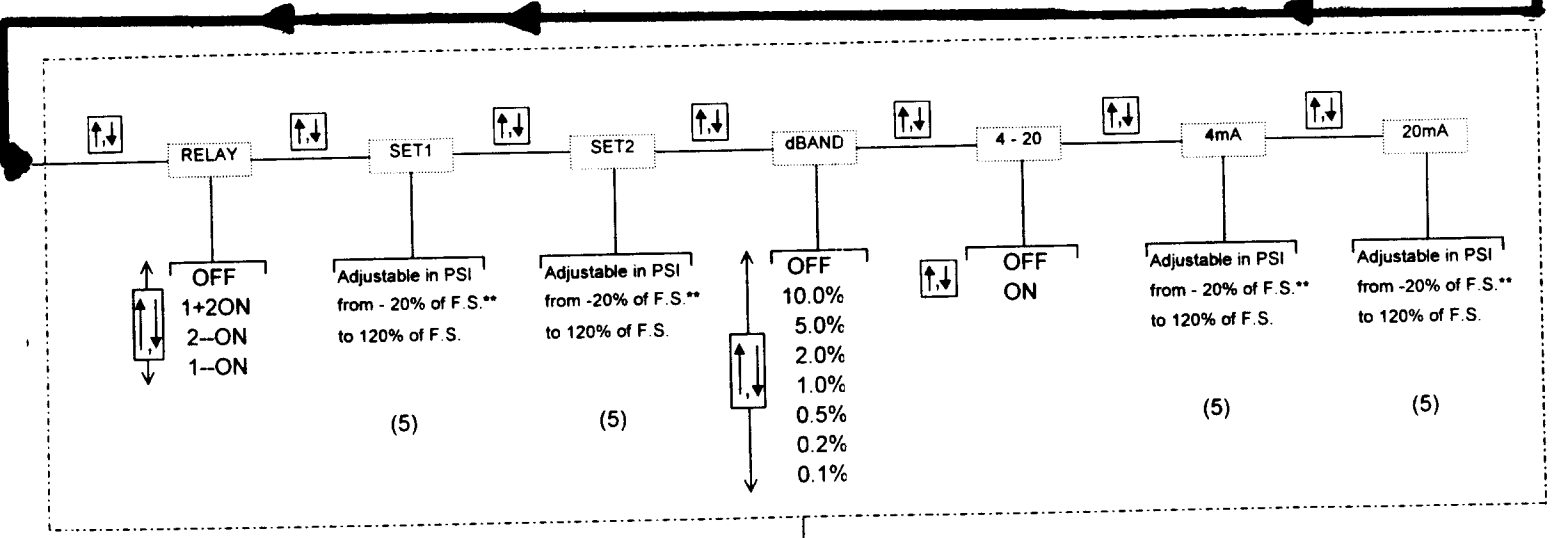 ↑,↓ RELAY ↑,↓ SET1 ↑,↓ SET2 ↑,↓ dBAND ↑,↓ 4 - 20 ↑,↓ 4mA ↑,↓ 20mA
↑,↓
OFF
1+2ON
2--ON
1--ON
Adjustable in PSI
from - 20% of F.S.**
to 120% of F.S.
(5)
Adjustable in PSI
from -20% of F.S.**
to 120% of F.S.
(5)
↑,↓
OFF
10.0%
5.0%
2.0%
1.0%
0.5%
0.2%
0.1%
↑,↓
OFF
ON
Adjustable in PSI
from - 20% of F.S.**
to 120% of F.S.
(5)
Adjustable in PSI
from -20% of F.S.**
to 120% of F.S.
(5)